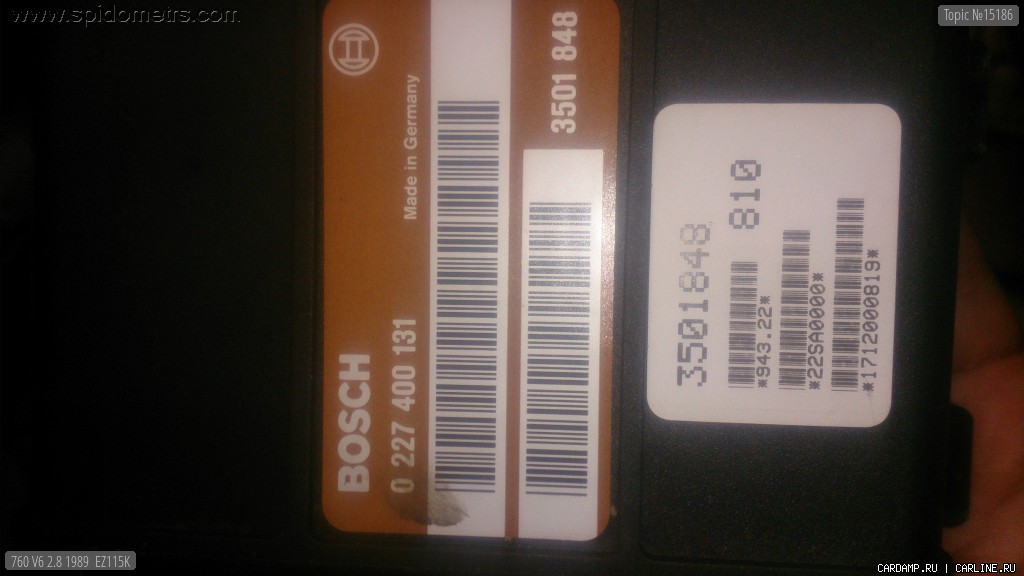 www.spidometrs.com
Topic №15186
BOSCH
Made in Germany
0 227 400 131
3501 848
3501848 810
*943.22*
*22SA00000*
*1712000819*
760 V6 2.8 1989 EZ115K
CARDAMP.RU | CARLINE.RU